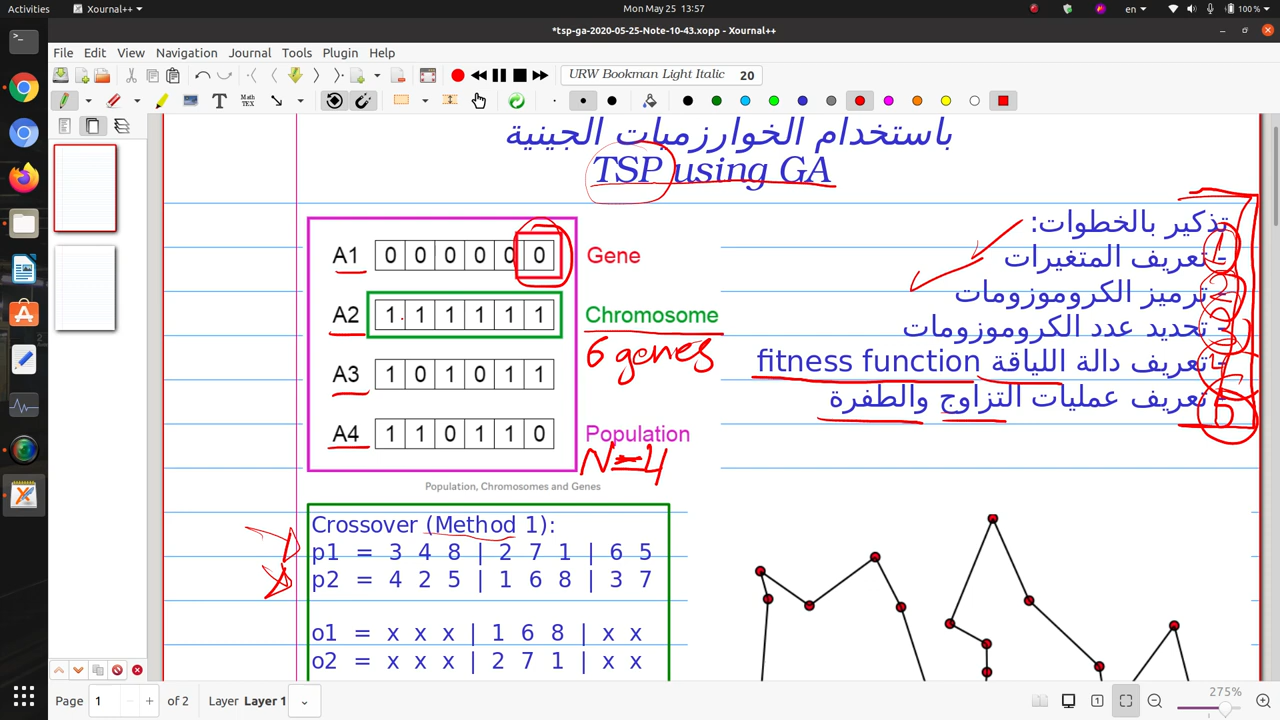 Activities
Xournal++
Mon May 25 13:57
en
100 %
*tsp-ga-2020-05-25-Note-10-43.xopp - Xournal++
File Edit View Navigation Journal Tools Plugin Help
URW Bookman Light Italic 20
باستخدام الخوارزميات الجينية
TSP using GA
A1 0 0 0 0 0 0 Gene
A2 1 1 1 1 1 1 Chromosome
6 genes
A3 1 0 1 0 1 1
A4 1 1 0 1 1 0 Population
N=4
Population, Chromosomes and Genes
تذكير بالخطوات:
1- تعريف المتغيرات
2- ترميز الكروموزومات
3- تحديد عدد الكروموزومات
4- تعريف دالة اللياقة fitness function
5- تعريف عمليات التزاوج والطفرة
Crossover (Method 1):
p1 = 3 4 8 | 2 7 1 | 6 5
p2 = 4 2 5 | 1 6 8 | 3 7
o1 = x x x | 1 6 8 | x x
o2 = x x x | 2 7 1 | x x
Page 1 of 2 Layer Layer 1
275%